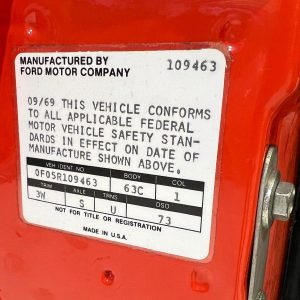 MANUFACTURED BY 109463
FORD MOTOR COMPANY
09/69 THIS VEHICLE CONFORMS
TO ALL APPLICABLE FEDERAL
MOTOR VEHICLE SAFETY STAN-
DARDS IN EFFECT ON DATE OF
MANUFACTURE SHOWN ABOVE.
VEH IDENT NO BODY COL
0F05R109463 63C 1
TRIM AXLE TRNS DSO
3W S U 73
NOT FOR TITLE OR REGISTRATION
MADE IN U.S.A.